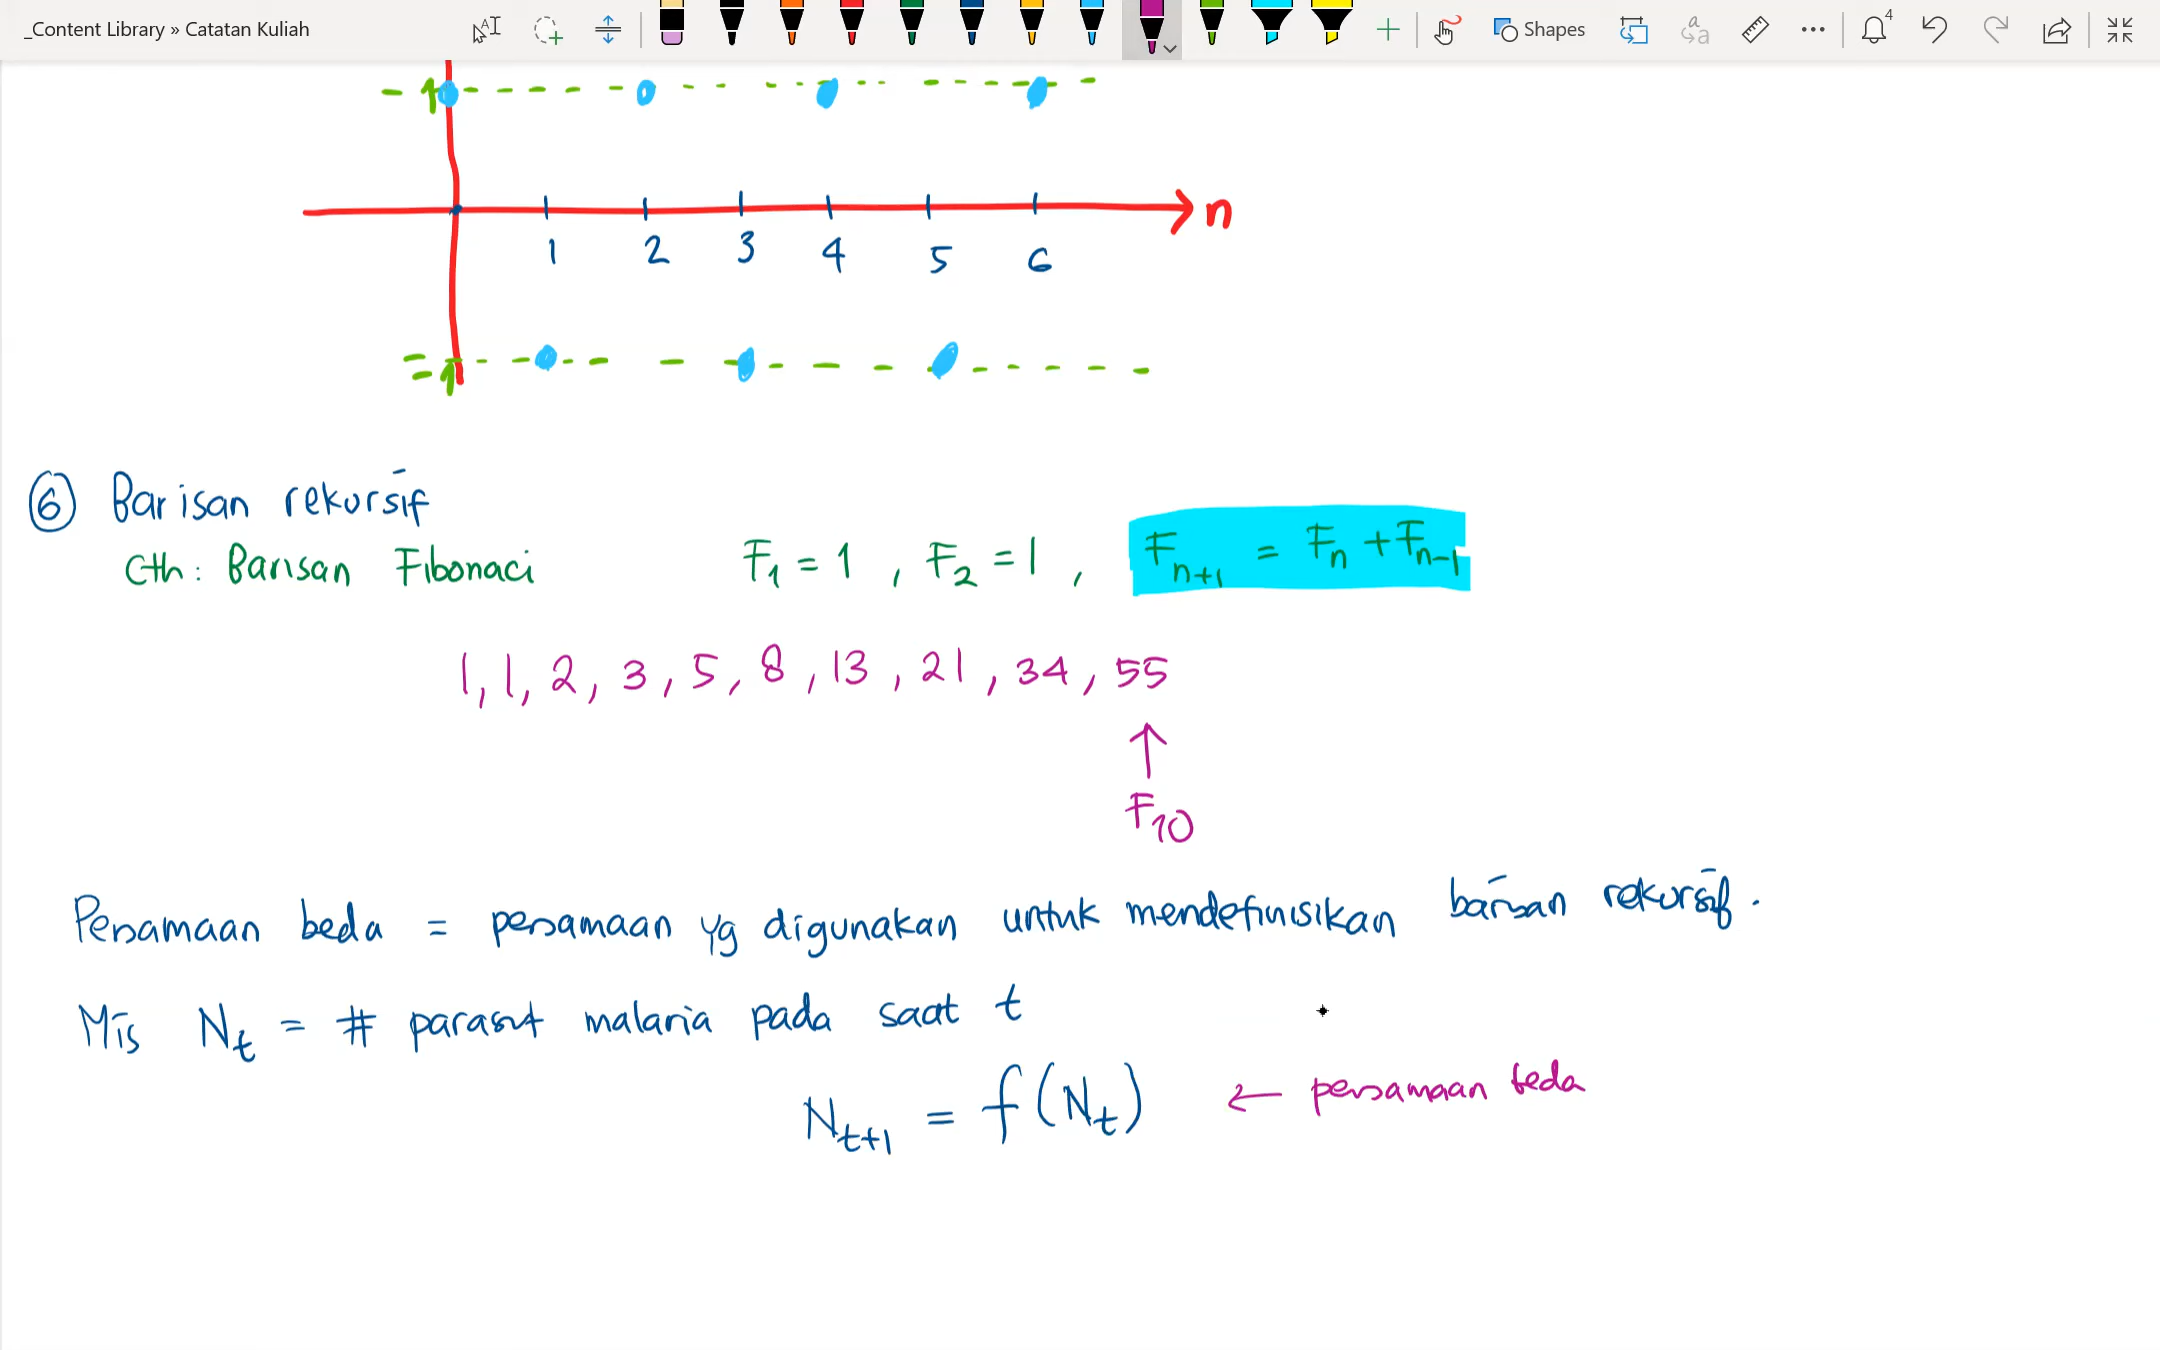 _Content Library » Catatan Kuliah
Shapes
4
1
n
1 2 3 4 5 6
-1
⑥ Barisan rekursif
Cth: Barisan Fibonaci F₁ = 1 , F₂ = 1 , Fₙ₊₁ = Fₙ + Fₙ₋₁
1, 1, 2, 3, 5, 8, 13, 21, 34, 55
↑
F₁₀
Persamaan beda = persamaan yg digunakan untuk mendefinisikan barisan rekursif.
Mis Nₜ = # parasit malaria pada saat t
Nₜ₊₁ = f(Nₜ) ← persamaan beda